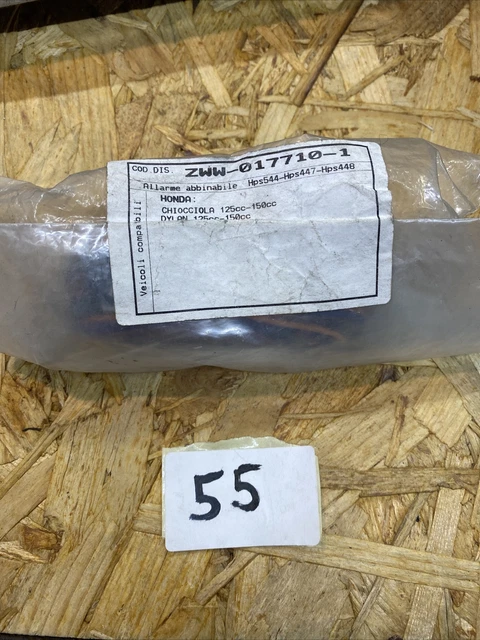 COD.DIS. ZWW-017710-1
Allarme abbinabile Hps544-Hps447-Hps448
Veicoli compatibili
HONDA:
CHIOCCIOLA 125cc-150cc
DYLAN 125cc-150cc
55